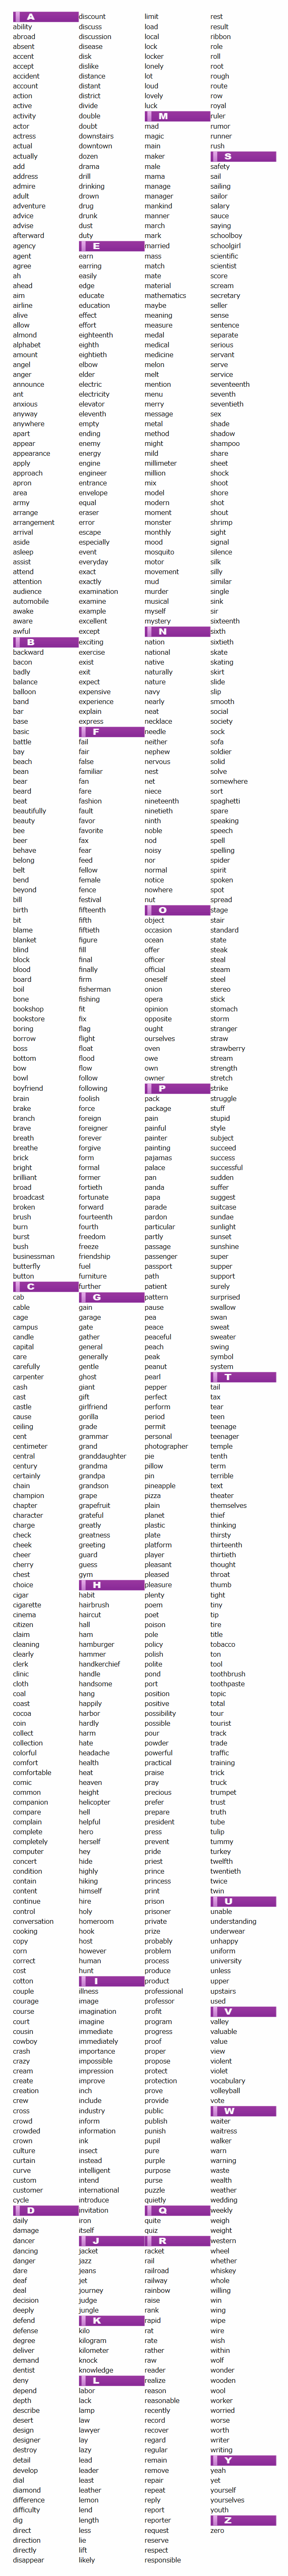 A
ability
abroad
absent
accent
accept
accident
account
action
active
activity
actor
actress
actual
actually
add
address
admire
adult
adventure
advice
advise
afterward
agency
agent
agree
ah
ahead
aim
airline
alive
allow
almond
alphabet
amount
angel
anger
announce
ant
anxious
anyway
anywhere
apart
appear
appearance
apply
approach
apron
area
army
arrange
arrangement
arrival
aside
asleep
assist
attend
attention
audience
automobile
awake
aware
awful
B
backward
bacon
badly
balance
balloon
band
bar
base
basic
battle
bay
beach
bean
bear
beard
beat
beautifully
beauty
bee
beer
behave
belong
belt
bend
beyond
bill
birth
bit
blame
blanket
blind
block
blood
board
boil
bone
bookshop
bookstore
boring
borrow
boss
bottom
bow
bowl
boyfriend
brain
brake
branch
brave
breath
breathe
brick
bright
brilliant
broad
broadcast
broken
brush
burn
burst
bush
businessman
butterfly
button
C
cab
cable
cage
campus
candle
capital
care
carefully
carpenter
cash
cast
castle
cause
ceiling
cent
centimeter
central
century
certainly
chain
champion
chapter
character
charge
check
cheek
cheer
cherry
chest
choice
cigar
cigarette
cinema
citizen
claim
cleaning
clearly
clerk
clinic
cloth
coal
coast
cocoa
coin
collect
collection
colorful
comfort
comfortable
comic
common
companion
compare
complain
complete
completely
computer
concert
condition
contain
content
continue
control
conversation
cooking
copy
corn
correct
cost
cotton
couple
courage
course
court
cousin
cowboy
crash
crazy
cream
create
creation
crew
cross
crowd
crowded
crown
culture
curtain
curve
custom
customer
cycle
D
daily
damage
dancer
dancing
danger
dare
deaf
deal
decision
deeply
defend
defense
degree
deliver
demand
dentist
deny
depend
depth
describe
desert
design
designer
destroy
detail
develop
dial
diamond
difference
difficulty
dig
direct
direction
directly
disappear
discount
discuss
discussion
disease
disk
dislike
distance
distant
district
divide
double
doubt
downstairs
downtown
dozen
drama
drill
drinking
drown
drug
drunk
dust
duty
E
earn
earring
easily
edge
educate
education
effect
effort
eighteenth
eighth
eightieth
elbow
elder
electric
electricity
elevator
eleventh
empty
ending
enemy
energy
engine
engineer
entrance
envelope
equal
eraser
error
escape
especially
event
everyday
exact
exactly
examination
examine
example
excellent
except
exciting
exercise
exist
exit
expect
expensive
experience
explain
express
F
fail
fair
false
familiar
fan
fare
fashion
fault
favor
favorite
fax
fear
feed
fellow
female
fence
festival
fifteenth
fifth
fiftieth
figure
fill
final
finally
firm
fisherman
fishing
fit
fix
flag
flight
float
flood
flow
follow
following
foolish
force
foreign
foreigner
forever
forgive
form
formal
former
fortieth
fortunate
forward
fourteenth
fourth
freedom
freeze
friendship
fuel
furniture
further
G
gain
garage
gate
gather
general
generally
gentle
ghost
giant
gift
girlfriend
gorilla
grade
grammar
grand
granddaughter
grandma
grandpa
grandson
grape
grapefruit
grateful
greatly
greatness
greeting
guard
guess
gym
H
habit
hairbrush
haircut
hall
ham
hamburger
hammer
handkerchief
handle
handsome
hang
happily
harbor
hardly
harm
hate
headache
health
heat
heaven
height
helicopter
hell
helpful
hero
herself
hey
hide
highly
hiking
himself
hire
holy
homeroom
hook
host
however
human
hunt
I
illness
image
imagination
imagine
immediate
immediately
importance
impossible
impression
improve
inch
include
industry
inform
information
ink
insect
instead
intelligent
intend
international
introduce
invitation
iron
itself
J
jacket
jazz
jeans
jet
journey
judge
jungle
K
kilo
kilogram
kilometer
knock
knowledge
L
labor
lack
lamp
law
lawyer
lay
lazy
lead
leader
least
leather
lemon
lend
length
less
lie
lift
likely
limit
load
local
lock
locker
lonely
lot
loud
lovely
luck
M
mad
magic
main
maker
male
mama
manage
manager
mankind
manner
march
mark
married
mass
match
mate
material
mathematics
maybe
meaning
measure
medal
medical
medicine
melon
melt
mention
menu
merry
message
metal
method
might
mild
millimeter
million
mix
model
modern
moment
monster
monthly
mood
mosquito
motor
movement
mud
murder
musical
myself
mystery
N
nation
national
native
naturally
nature
navy
nearly
neat
necklace
needle
neither
nephew
nervous
nest
net
niece
nineteenth
ninetieth
ninth
noble
nod
noisy
nor
normal
notice
nowhere
nut
O
object
occasion
ocean
offer
officer
official
oneself
onion
opera
opinion
opposite
ought
ourselves
oven
owe
own
owner
P
pack
package
pain
painful
painter
painting
pajamas
palace
pan
panda
papa
parade
pardon
particular
partly
passage
passenger
passport
path
patient
pattern
pause
pea
peace
peaceful
peach
peak
peanut
pearl
pepper
perfect
perform
period
permit
personal
photographer
pie
pillow
pin
pineapple
pizza
plain
planet
plastic
plate
platform
player
pleasant
pleased
pleasure
plenty
poem
poet
poison
pole
policy
polish
polite
pond
port
position
positive
possibility
possible
pour
powder
powerful
practical
praise
pray
precious
prefer
prepare
president
press
prevent
pride
priest
prince
princess
print
prison
prisoner
private
prize
probably
problem
process
produce
product
professional
professor
profit
program
progress
proof
proper
propose
protect
protection
prove
provide
public
publish
punish
pupil
pure
purple
purpose
purse
puzzle
quietly
Q
quite
quiz
R
racket
rail
railroad
railway
rainbow
raise
rank
rapid
rat
rate
rather
raw
reader
realize
reason
reasonable
recently
record
recover
regard
regular
remain
remove
repair
repeat
reply
report
reporter
request
reserve
respect
responsible
rest
result
ribbon
role
roll
root
rough
route
row
royal
ruler
rumor
runner
rush
S
safety
sail
sailing
sailor
salary
sauce
saying
schoolboy
schoolgirl
scientific
scientist
score
scream
secretary
seller
sense
sentence
separate
serious
servant
serve
service
seventeenth
seventh
seventieth
sex
shade
shadow
shampoo
share
sheet
shock
shoot
shore
shot
shout
shrimp
sight
signal
silence
silk
silly
similar
single
sink
sir
sixteenth
sixth
sixtieth
skate
skating
skirt
slide
slip
smooth
social
society
sock
sofa
soldier
solid
solve
somewhere
sort
spaghetti
spare
speaking
speech
spell
spelling
spider
spirit
spoken
spot
spread
stage
stair
standard
state
steak
steal
steam
steel
stereo
stick
stomach
storm
stranger
straw
strawberry
stream
strength
stretch
strike
struggle
stuff
stupid
style
subject
succeed
success
successful
sudden
suffer
suggest
suitcase
sundae
sunlight
sunset
sunshine
super
supper
support
surely
surprised
swallow
swan
sweat
sweater
swing
symbol
system
T
tail
tax
tear
teen
teenage
teenager
temple
tenth
term
terrible
text
theater
themselves
thief
thinking
thirsty
thirteenth
thirtieth
thought
throat
thumb
tight
tiny
tip
tire
title
tobacco
ton
tool
toothbrush
toothpaste
topic
total
tour
tourist
track
trade
traffic
training
trick
truck
trumpet
trust
truth
tube
tulip
tummy
turkey
twelfth
twentieth
twice
twin
U
unable
understanding
underwear
unhappy
uniform
university
unless
upper
upstairs
used
V
valley
valuable
value
view
violent
violet
vocabulary
volleyball
vote
W
waiter
waitress
walker
warn
warning
waste
wealth
weather
wedding
weekly
weigh
weight
western
wheel
whether
whiskey
whole
willing
win
wing
wipe
wire
wish
within
wolf
wonder
wooden
wool
worker
worried
worse
worth
writer
writing
Y
yeah
yet
yourself
yourselves
youth
Z
zero